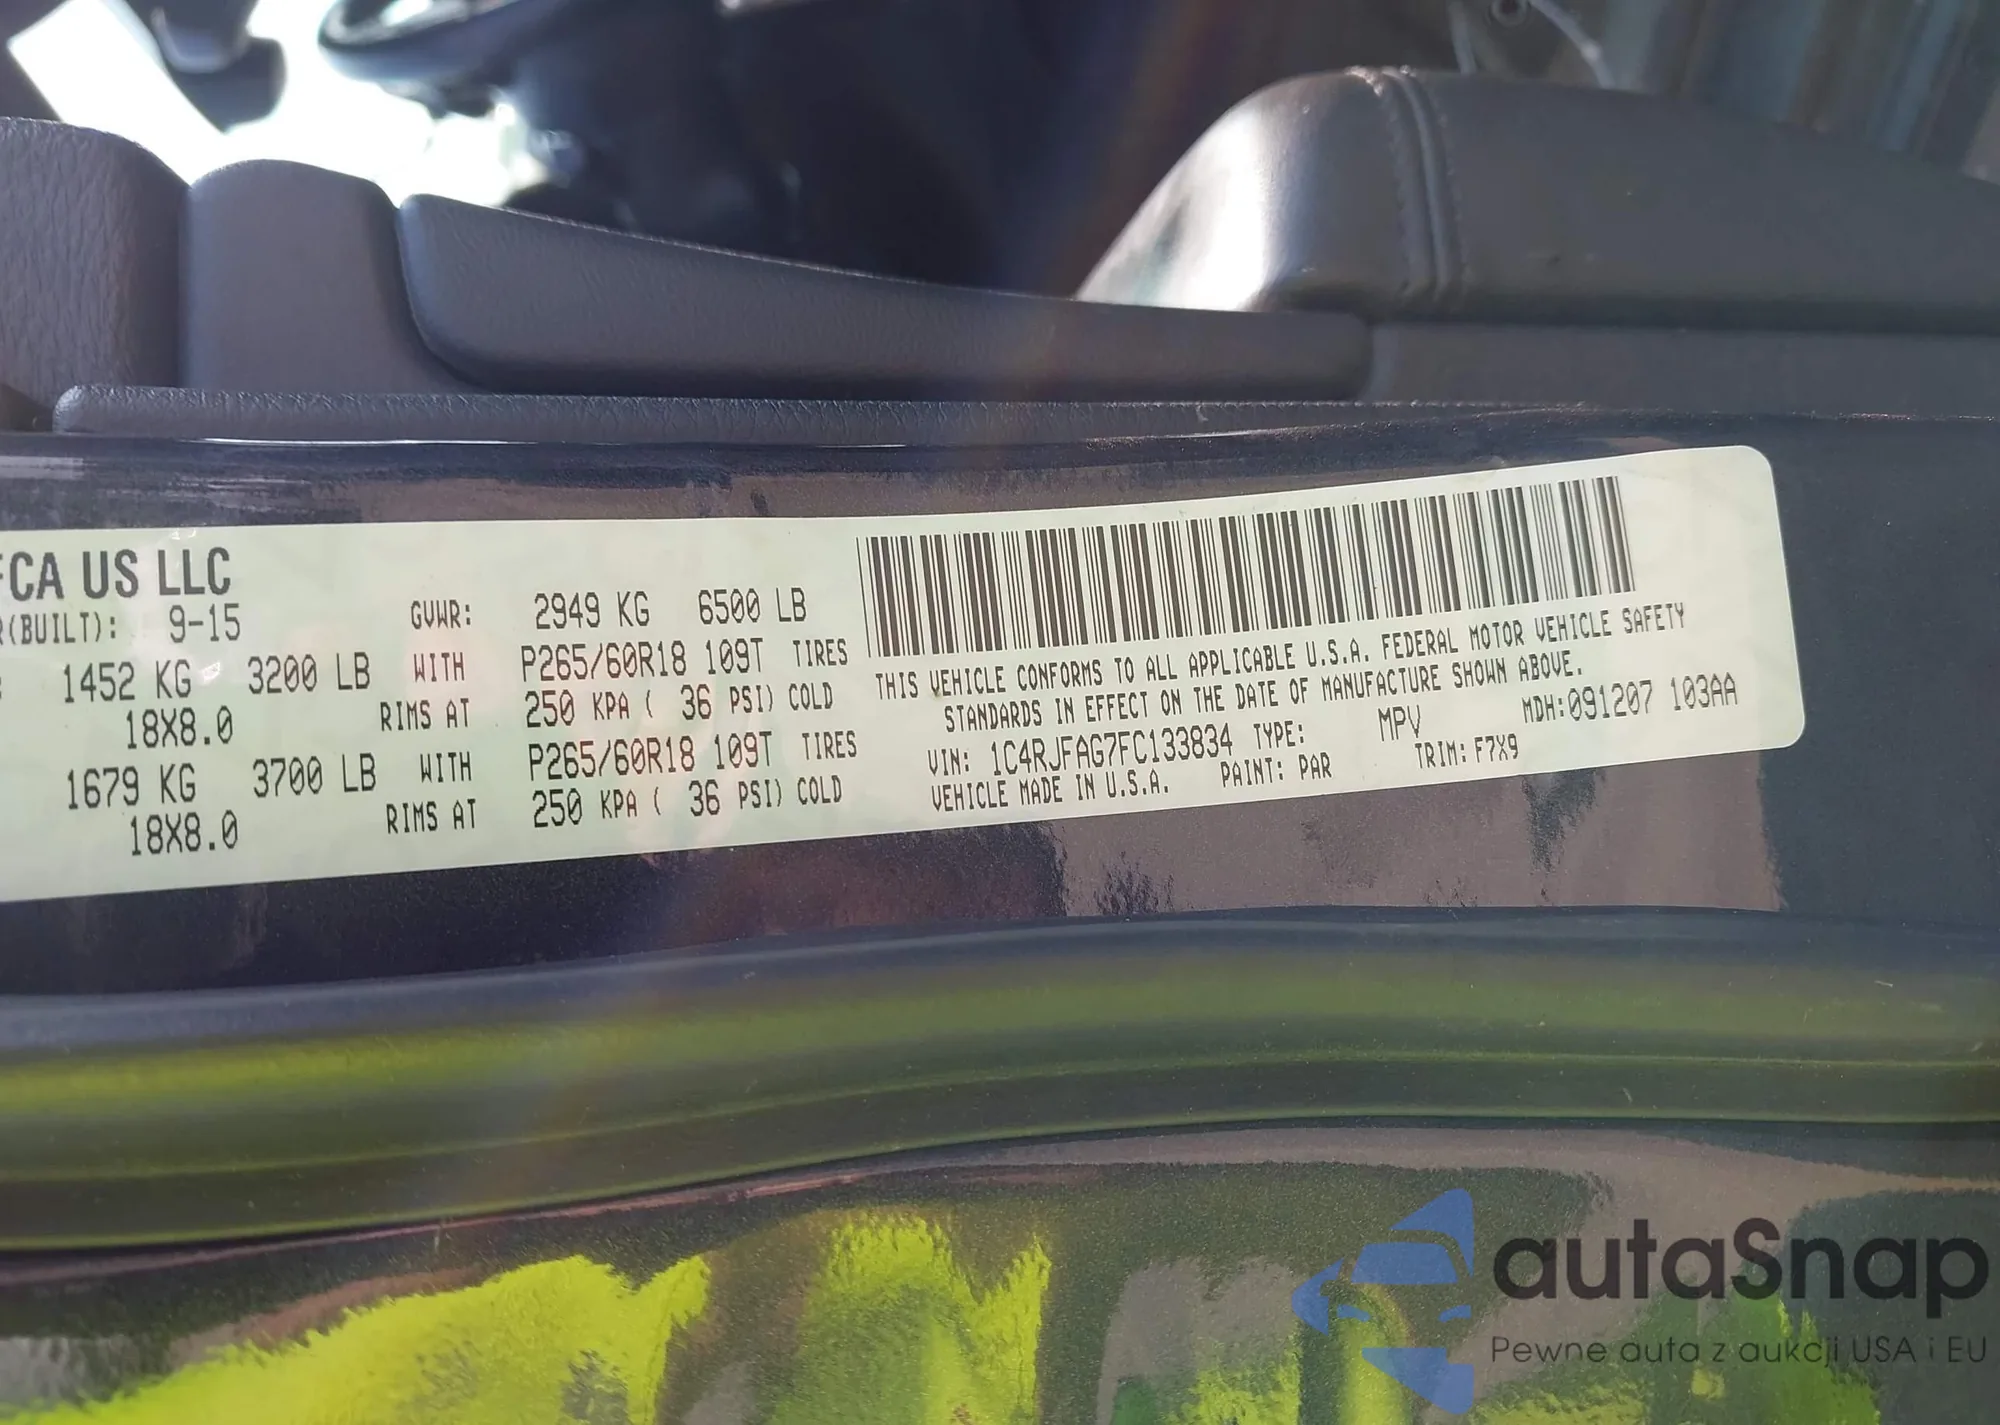 FCA US LLC
R(BUILT): 9-15 GVWR: 2949 KG 6500 LB
: 1452 KG 3200 LB WITH P265/60R18 109T TIRES
18X8.0 RIMS AT 250 KPA ( 36 PSI) COLD
1679 KG 3700 LB WITH P265/60R18 109T TIRES
18X8.0 RIMS AT 250 KPA ( 36 PSI) COLD
THIS VEHICLE CONFORMS TO ALL APPLICABLE U.S.A. FEDERAL MOTOR VEHICLE SAFETY
STANDARDS IN EFFECT ON THE DATE OF MANUFACTURE SHOWN ABOVE.
MDH:091207 103AA
VIN: 1C4RJFAG7FC133834 TYPE: MPV
VEHICLE MADE IN U.S.A. PAINT: PAR TRIM: F7X9
autaSnap
Pewne auta z aukcji USA i EU